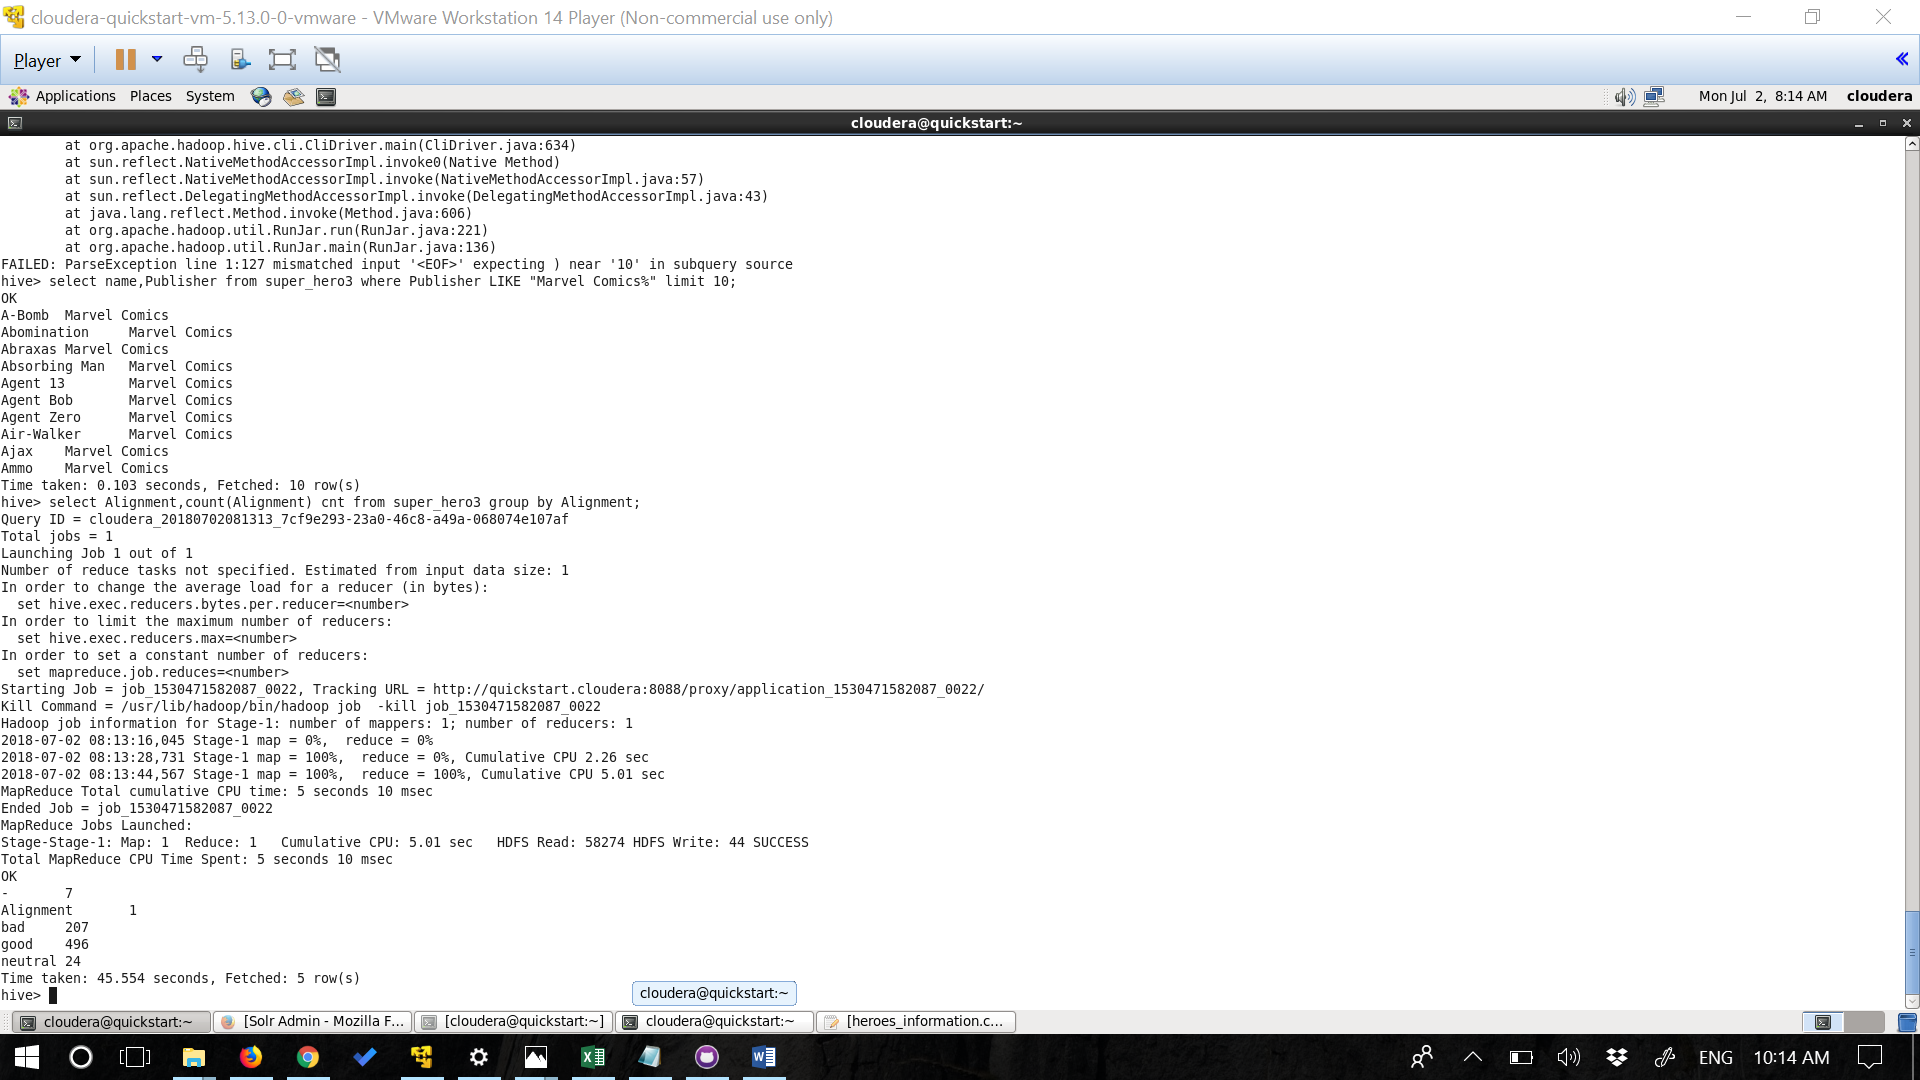 cloudera-quickstart-vm-5.13.0-0-vmware - VMware Workstation 14 Player (Non-commercial use only)
Player
Applications Places System Mon Jul 2, 8:14 AM cloudera
cloudera@quickstart:~
        at org.apache.hadoop.hive.cli.CliDriver.main(CliDriver.java:634)
        at sun.reflect.NativeMethodAccessorImpl.invoke0(Native Method)
        at sun.reflect.NativeMethodAccessorImpl.invoke(NativeMethodAccessorImpl.java:57)
        at sun.reflect.DelegatingMethodAccessorImpl.invoke(DelegatingMethodAccessorImpl.java:43)
        at java.lang.reflect.Method.invoke(Method.java:606)
        at org.apache.hadoop.util.RunJar.run(RunJar.java:221)
        at org.apache.hadoop.util.RunJar.main(RunJar.java:136)
FAILED: ParseException line 1:127 mismatched input '<EOF>' expecting ) near '10' in subquery source
hive> select name,Publisher from super_hero3 where Publisher LIKE "Marvel Comics%" limit 10;
OK
A-Bomb  Marvel Comics
Abomination     Marvel Comics
Abraxas Marvel Comics
Absorbing Man   Marvel Comics
Agent 13        Marvel Comics
Agent Bob       Marvel Comics
Agent Zero      Marvel Comics
Air-Walker      Marvel Comics
Ajax    Marvel Comics
Ammo    Marvel Comics
Time taken: 0.103 seconds, Fetched: 10 row(s)
hive> select Alignment,count(Alignment) cnt from super_hero3 group by Alignment;
Query ID = cloudera_20180702081313_7cf9e293-23a0-46c8-a49a-068074e107af
Total jobs = 1
Launching Job 1 out of 1
Number of reduce tasks not specified. Estimated from input data size: 1
In order to change the average load for a reducer (in bytes):
  set hive.exec.reducers.bytes.per.reducer=<number>
In order to limit the maximum number of reducers:
  set hive.exec.reducers.max=<number>
In order to set a constant number of reducers:
  set mapreduce.job.reduces=<number>
Starting Job = job_1530471582087_0022, Tracking URL = http://quickstart.cloudera:8088/proxy/application_1530471582087_0022/
Kill Command = /usr/lib/hadoop/bin/hadoop job  -kill job_1530471582087_0022
Hadoop job information for Stage-1: number of mappers: 1; number of reducers: 1
2018-07-02 08:13:16,045 Stage-1 map = 0%,  reduce = 0%
2018-07-02 08:13:28,731 Stage-1 map = 100%,  reduce = 0%, Cumulative CPU 2.26 sec
2018-07-02 08:13:44,567 Stage-1 map = 100%,  reduce = 100%, Cumulative CPU 5.01 sec
MapReduce Total cumulative CPU time: 5 seconds 10 msec
Ended Job = job_1530471582087_0022
MapReduce Jobs Launched:
Stage-Stage-1: Map: 1  Reduce: 1   Cumulative CPU: 5.01 sec   HDFS Read: 58274 HDFS Write: 44 SUCCESS
Total MapReduce CPU Time Spent: 5 seconds 10 msec
OK
-       7
Alignment       1
bad     207
good    496
neutral 24
Time taken: 45.554 seconds, Fetched: 5 row(s)
hive>
cloudera@quickstart:~
cloudera@quickstart:~ [Solr Admin - Mozilla F... [cloudera@quickstart:~] cloudera@quickstart:~ [heroes_information.c...
ENG 10:14 AM